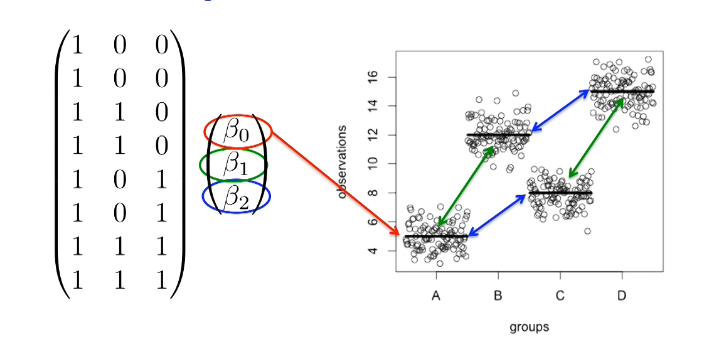 1 0 0
1 0 0
1 1 0
1 1 0
1 0 1
1 0 1
1 1 1
1 1 1
β0
β1
β2
observations
16
14
12
10
8
6
4
A B C D
groups